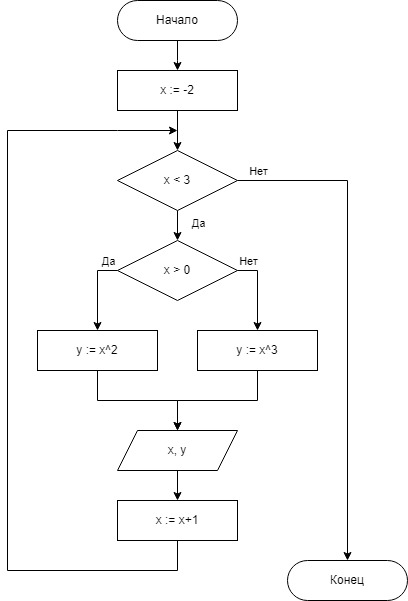 Начало
x := -2
x < 3
Нет
Да
x > 0
Да
Нет
y := x^2
y := x^3
x, y
x := x+1
Конец